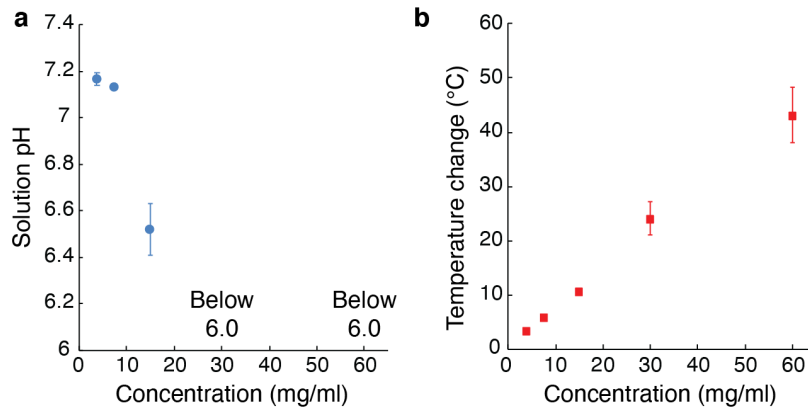 a
7.4
7.2
7
6.8
6.6
6.4
6.2
6
Solution pH
Below
6.0
Below
6.0
0 10 20 30 40 50 60
Concentration (mg/ml)
b
60
50
40
30
20
10
0
Temperature change (°C)
0 10 20 30 40 50 60
Concentration (mg/ml)